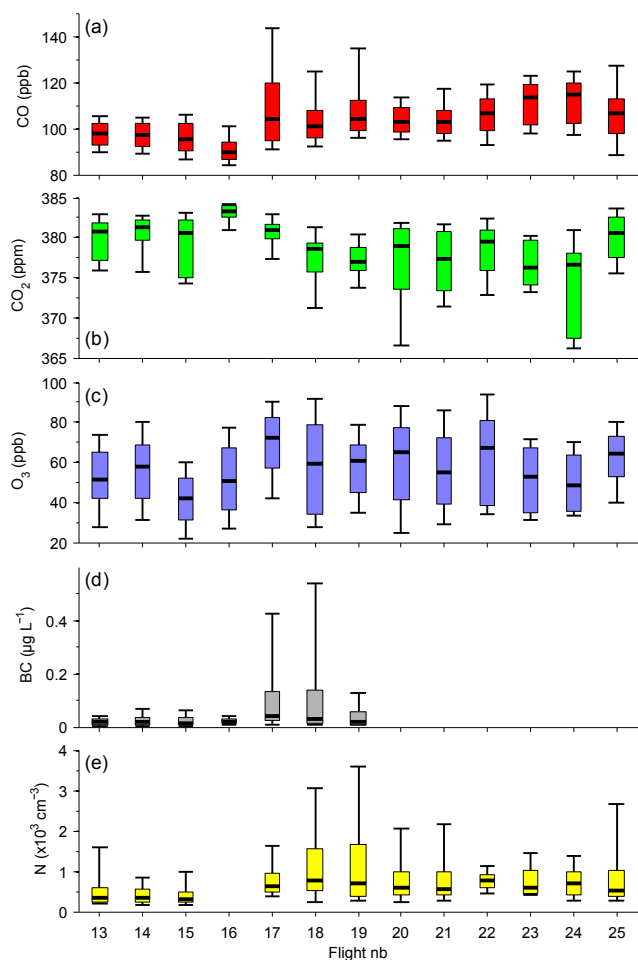 (a)
CO (ppb)
140
120
100
80
385
380
375
370
365
CO₂ (ppm)
(b)
(c)
O₃ (ppb)
100
80
60
40
20
(d)
BC (µg L⁻¹)
0.4
0.2
0
(e)
N (x10³ cm⁻³)
4
3
2
1
0
13 14 15 16 17 18 19 20 21 22 23 24 25
Flight nb